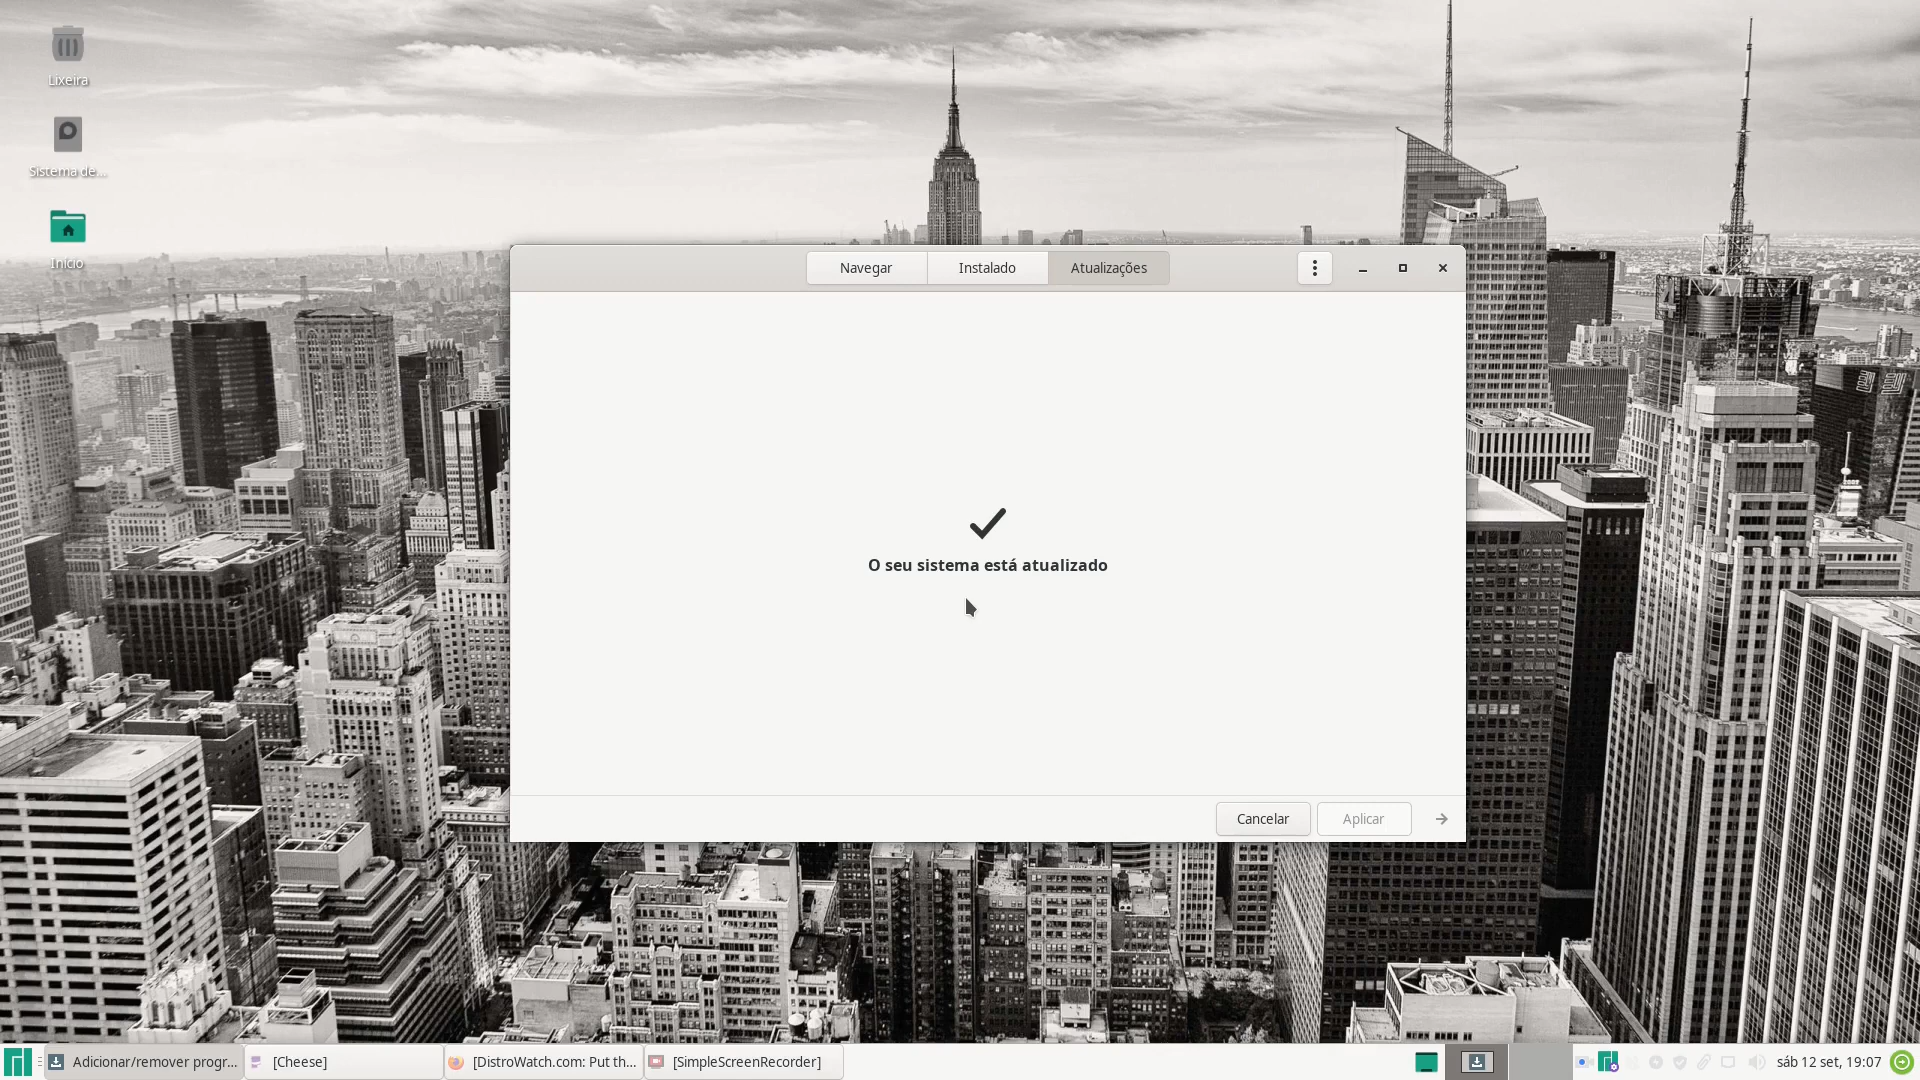 Lixeira
Sistema de...
Início
Navegar
Instalado
Atualizações
O seu sistema está atualizado
Cancelar
Aplicar
Adicionar/remover progr...
[Cheese]
[DistroWatch.com: Put th...
[SimpleScreenRecorder]
sáb 12 set, 19:07